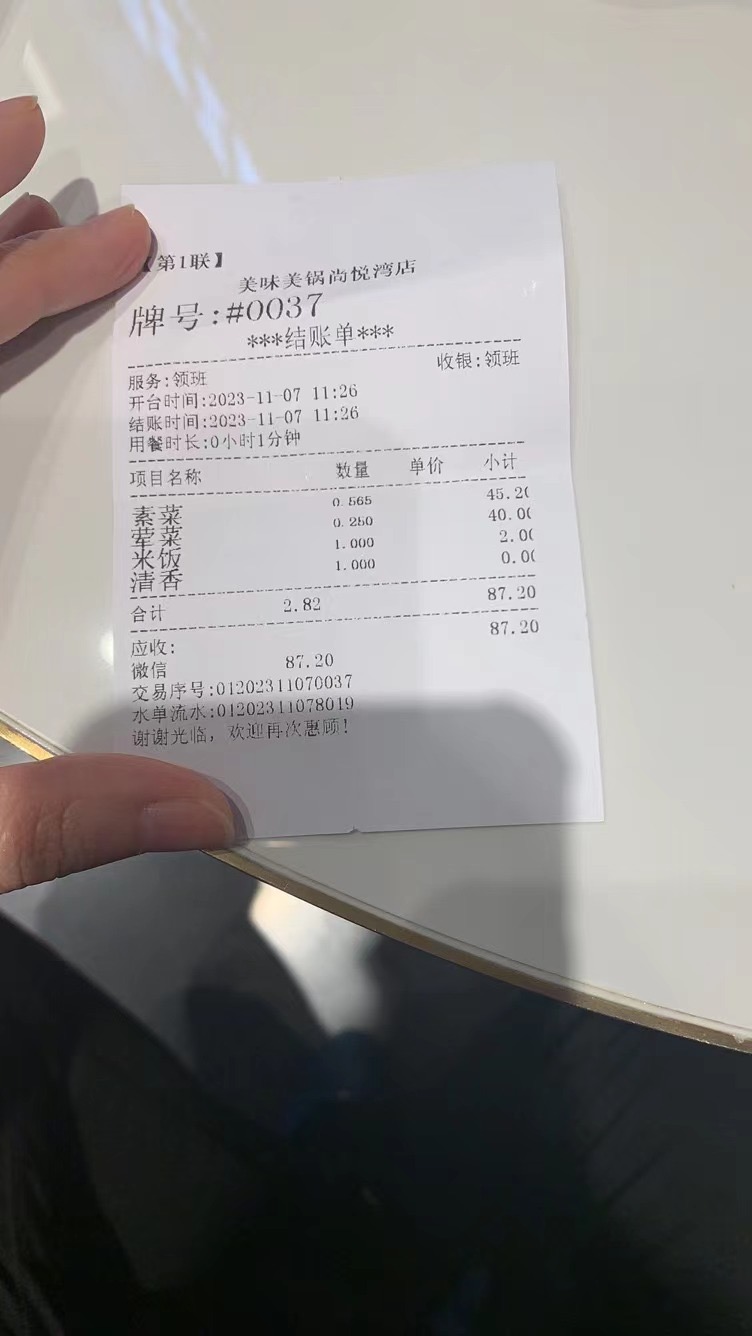 【第1联】
美味美锅尚悦湾店
牌号:#0037
***结账单***
服务:领班 收银:领班
开台时间:2023-11-07 11:26
结账时间:2023-11-07 11:26
用餐时长:0小时1分钟
项目名称 数量 单价 小计
素菜 0.565 45.20
荤菜 0.250 40.00
米饭 1.000 2.00
清香 1.000 0.00
合计 2.82 87.20
应收: 87.20
微信 87.20
交易序号:01202311070037
水单流水:01202311078019
谢谢光临，欢迎再次惠顾!